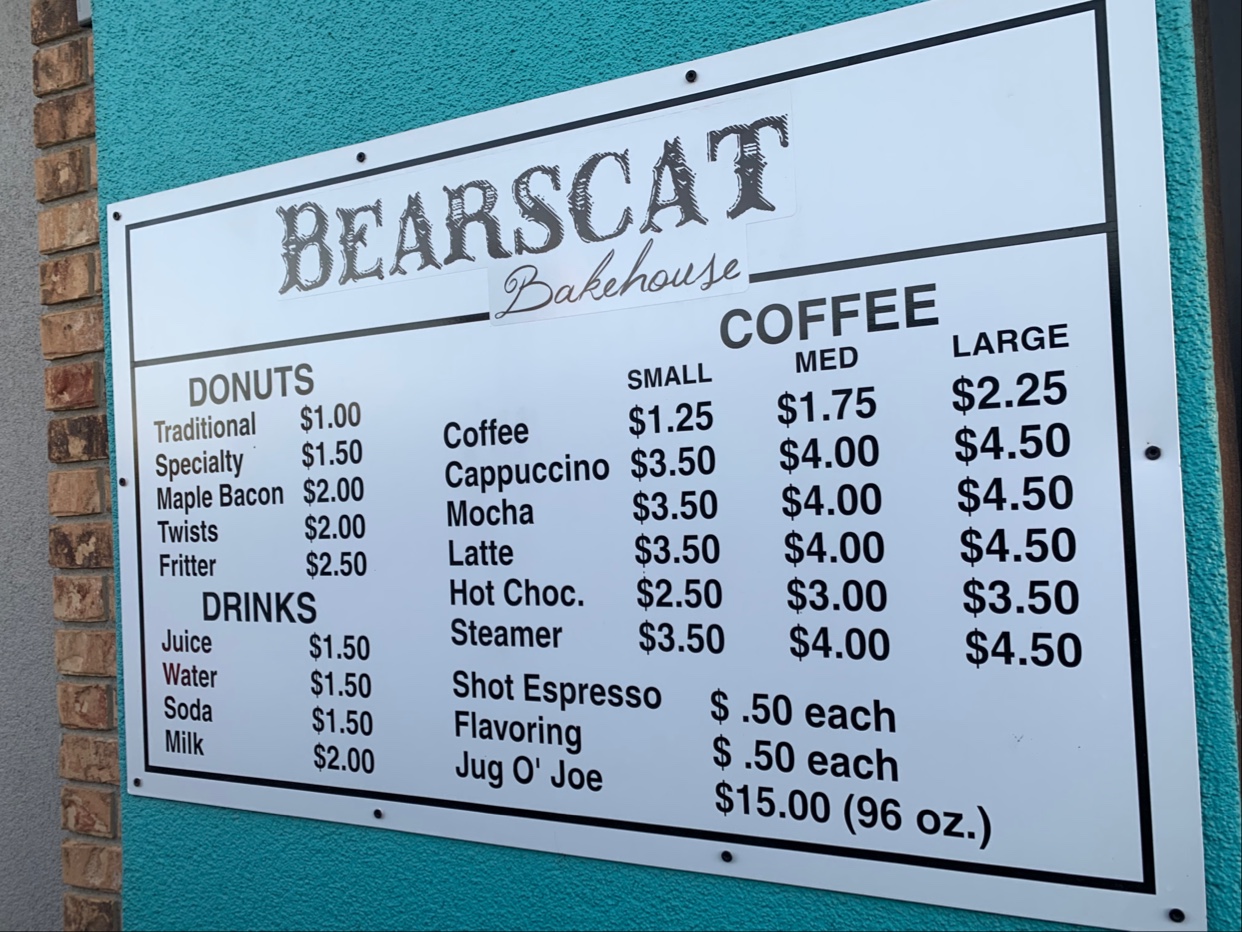 BEARSCAT
Bakehouse
DONUTS
Traditional $1.00
Specialty $1.50
Maple Bacon $2.00
Twists $2.00
Fritter $2.50
DRINKS
Juice $1.50
Water $1.50
Soda $1.50
Milk $2.00
COFFEE
SMALL MED LARGE
Coffee $1.25 $1.75 $2.25
Cappuccino $3.50 $4.00 $4.50
Mocha $3.50 $4.00 $4.50
Latte $3.50 $4.00 $4.50
Hot Choc. $2.50 $3.00 $3.50
Steamer $3.50 $4.00 $4.50
Shot Espresso $ .50 each
Flavoring $ .50 each
Jug O' Joe $15.00 (96 oz.)